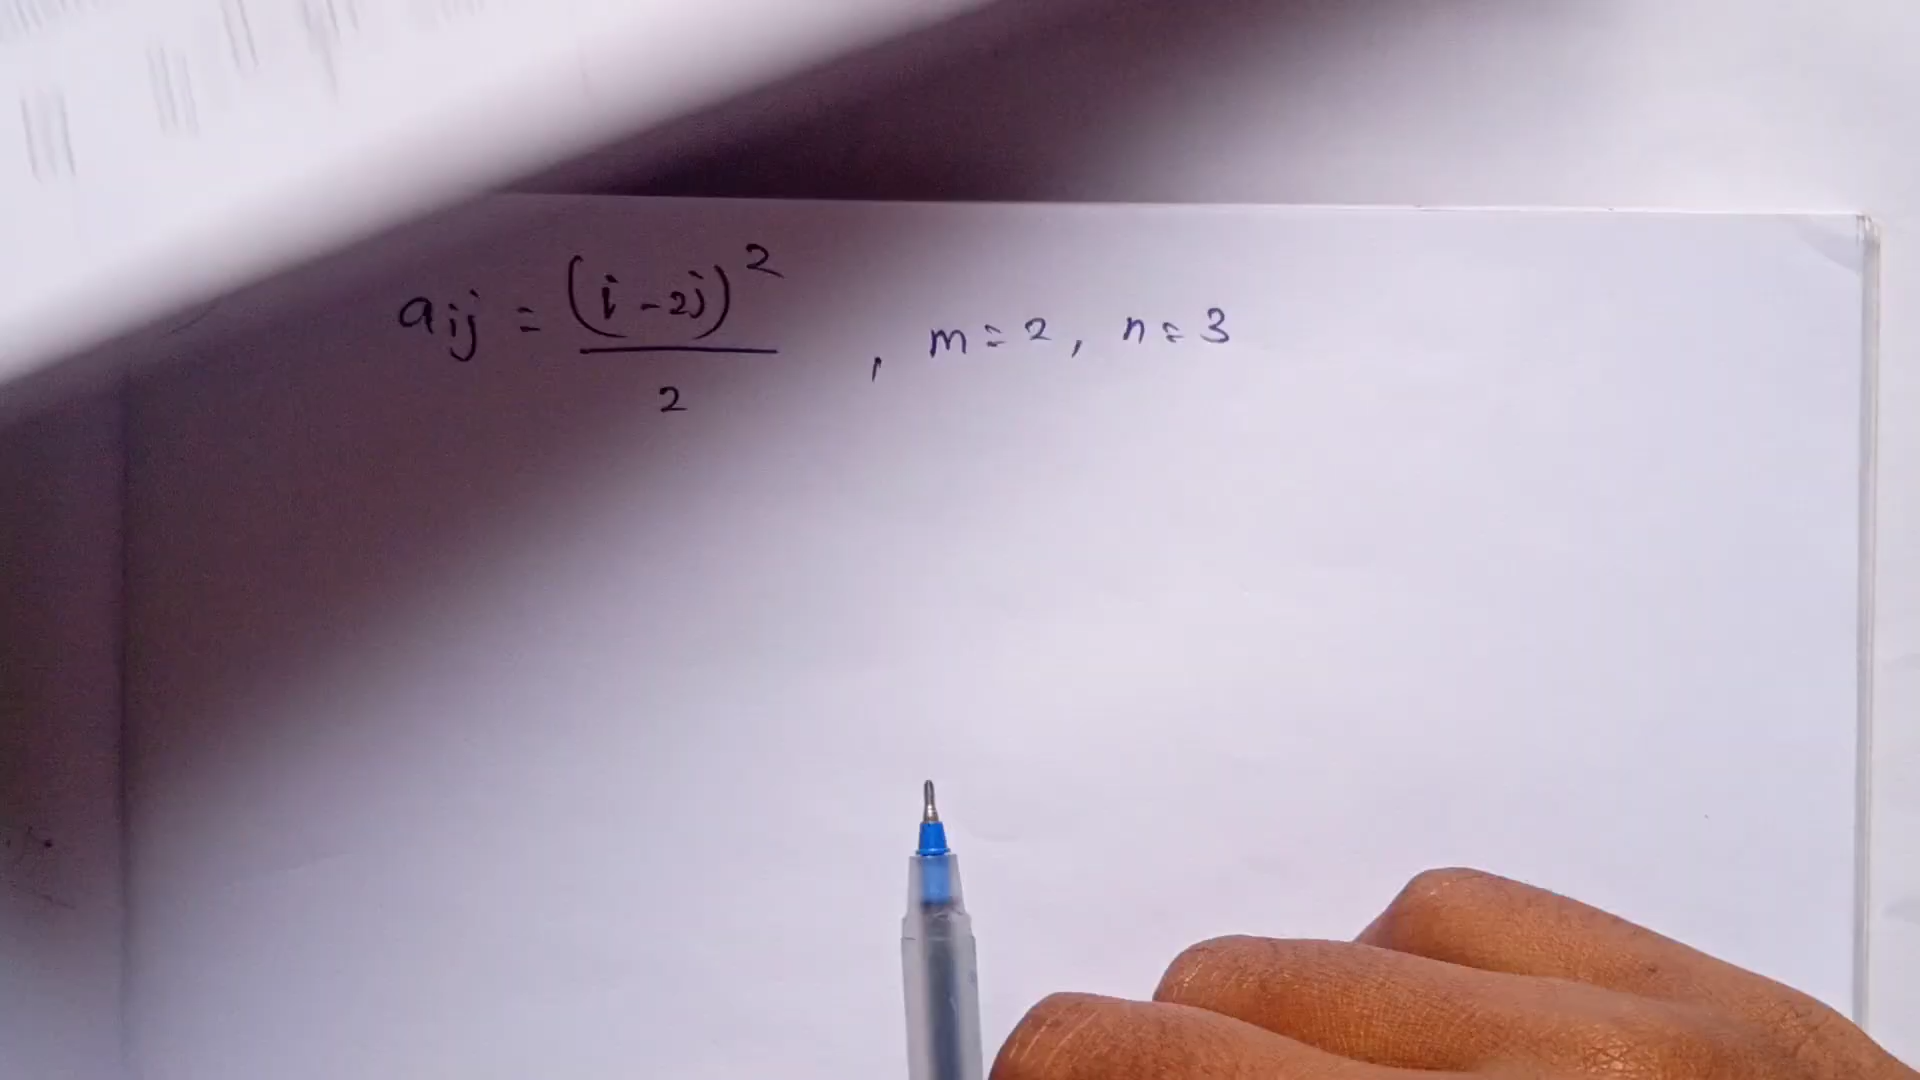 aij = (i - 2j)² / 2 , m = 2, n = 3